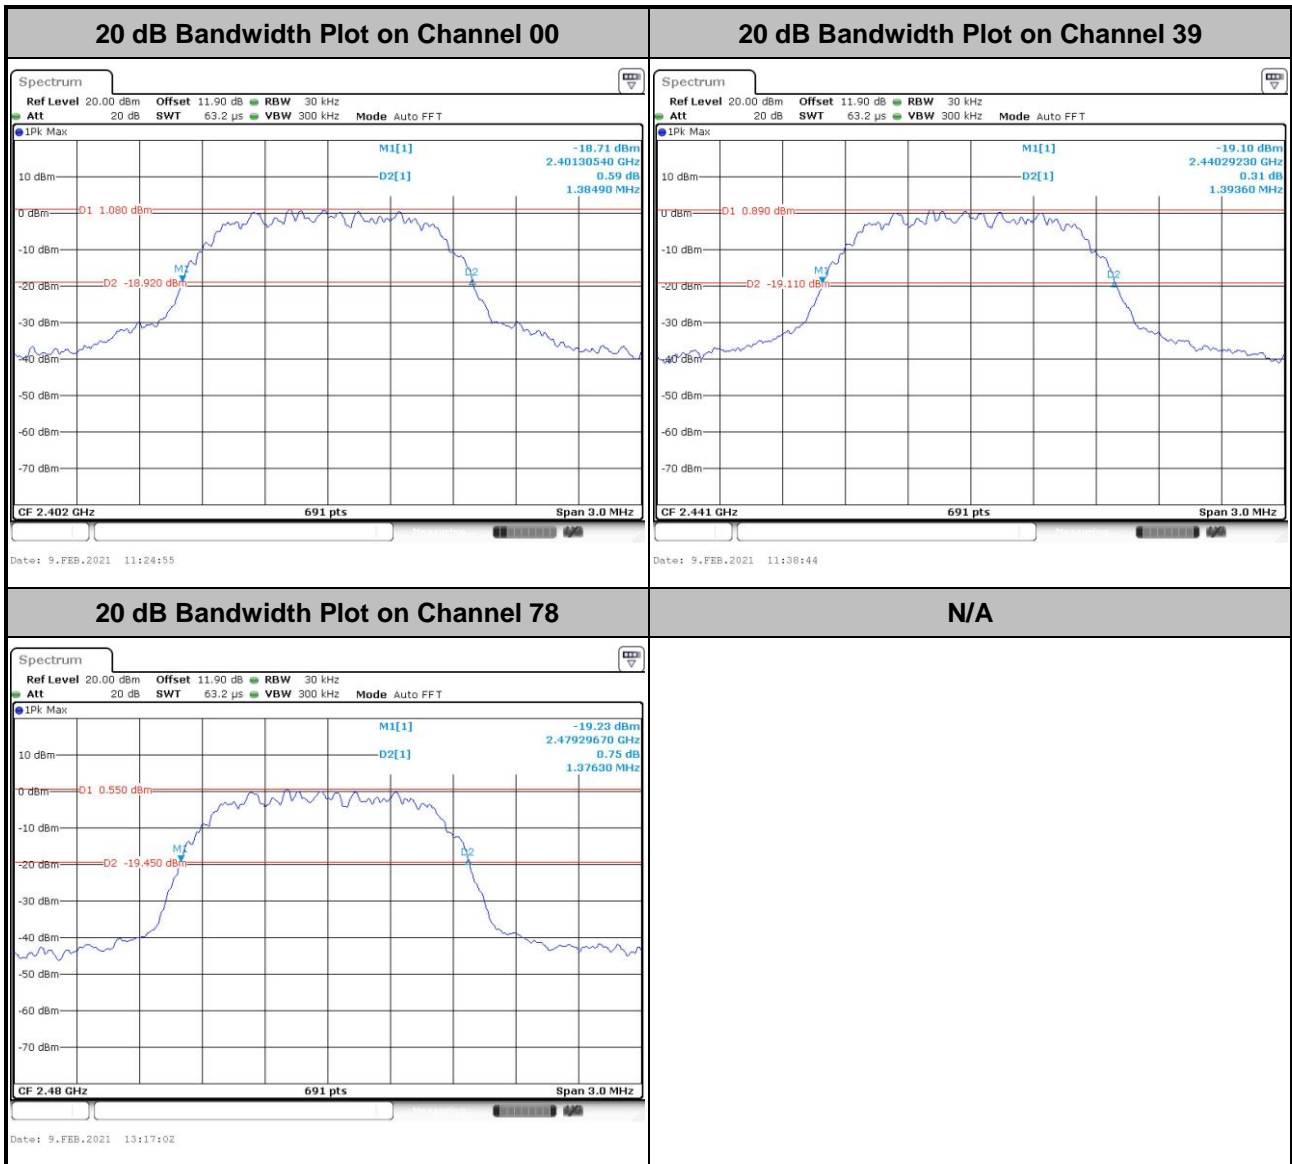 20 dB Bandwidth Plot on Channel 00
20 dB Bandwidth Plot on Channel 39
Spectrum
Ref Level 20.00 dBm Offset 11.90 dB RBW 30 kHz
Att 20 dB SWT 63.2 µs VBW 300 kHz Mode Auto FFT
1Pk Max
M1[1] -18.71 dBm
2.40130540 GHz
D2[1] 0.59 dB
1.38490 MHz
10 dBm
0 dBm
D1 1.080 dBm
-10 dBm
M1
D2
-20 dBm
D2 -18.920 dBm
-30 dBm
-40 dBm
-50 dBm
-60 dBm
-70 dBm
CF 2.402 GHz 691 pts Span 3.0 MHz
Date: 9.FEB.2021 11:24:55
Spectrum
Ref Level 20.00 dBm Offset 11.90 dB RBW 30 kHz
Att 20 dB SWT 63.2 µs VBW 300 kHz Mode Auto FFT
1Pk Max
M1[1] -19.10 dBm
2.44029230 GHz
D2[1] 0.31 dB
1.39360 MHz
10 dBm
0 dBm
D1 0.890 dBm
-10 dBm
M1
D2
-20 dBm
D2 -19.110 dBm
-30 dBm
-40 dBm
-50 dBm
-60 dBm
-70 dBm
CF 2.441 GHz 691 pts Span 3.0 MHz
Date: 9.FEB.2021 11:38:44
20 dB Bandwidth Plot on Channel 78
N/A
Spectrum
Ref Level 20.00 dBm Offset 11.90 dB RBW 30 kHz
Att 20 dB SWT 63.2 µs VBW 300 kHz Mode Auto FFT
1Pk Max
M1[1] -19.23 dBm
2.47929670 GHz
D2[1] 0.75 dB
1.37630 MHz
10 dBm
0 dBm
D1 0.550 dBm
-10 dBm
M1
D2
-20 dBm
D2 -19.450 dBm
-30 dBm
-40 dBm
-50 dBm
-60 dBm
-70 dBm
CF 2.48 GHz 691 pts Span 3.0 MHz
Date: 9.FEB.2021 13:17:02